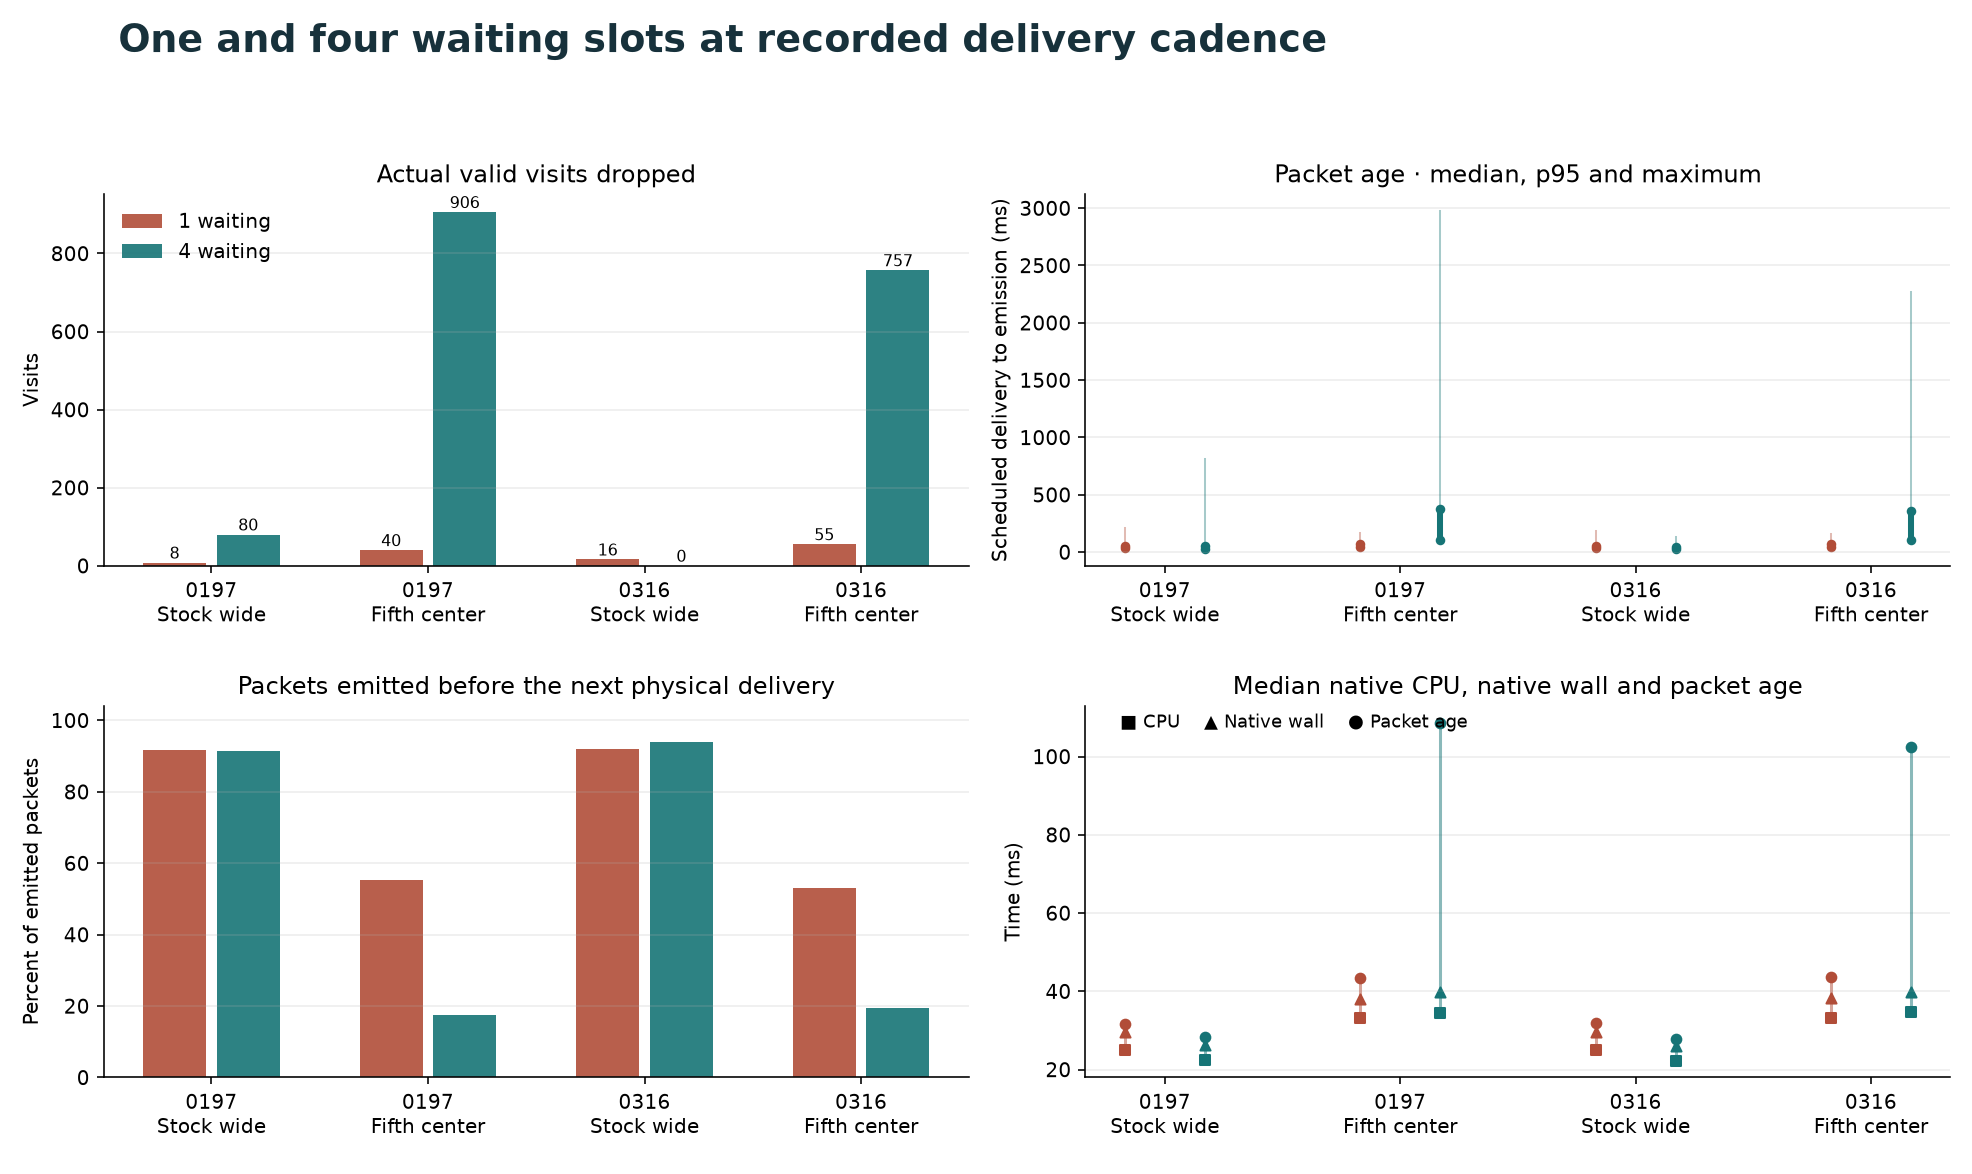 One and four waiting slots at recorded delivery cadence
Actual valid visits dropped
1 waiting
4 waiting
Visits
0
200
400
600
800
8
80
40
906
16
0
55
757
0197
Stock wide
0197
Fifth center
0316
Stock wide
0316
Fifth center
Packet age · median, p95 and maximum
Scheduled delivery to emission (ms)
3000
2500
2000
1500
1000
500
0
0197
Stock wide
0197
Fifth center
0316
Stock wide
0316
Fifth center
Packets emitted before the next physical delivery
Percent of emitted packets
100
80
60
40
20
0
0197
Stock wide
0197
Fifth center
0316
Stock wide
0316
Fifth center
Median native CPU, native wall and packet age
CPU
Native wall
Packet age
Time (ms)
100
80
60
40
20
0197
Stock wide
0197
Fifth center
0316
Stock wide
0316
Fifth center